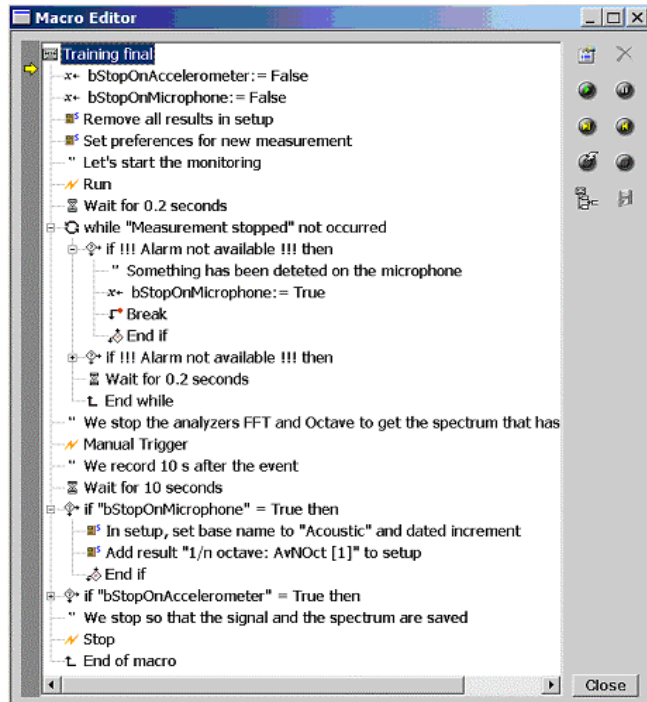 Macro Editor
Training final
x← bStopOnAccelerometer:= False
x← bStopOnMicrophone:= False
Remove all results in setup
Set preferences for new measurement
" Let's start the monitoring
Run
Wait for 0.2 seconds
while "Measurement stopped" not occurred
if !!! Alarm not available !!! then
" Something has been deteted on the microphone
x← bStopOnMicrophone:= True
Break
End if
if !!! Alarm not available !!! then
Wait for 0.2 seconds
End while
" We stop the analyzers FFT and Octave to get the spectrum that has
Manual Trigger
" We record 10 s after the event
Wait for 10 seconds
if "bStopOnMicrophone" = True then
In setup, set base name to "Acoustic" and dated increment
Add result "1/n octave: AvNOct [1]" to setup
End if
if "bStopOnAccelerometer" = True then
" We stop so that the signal and the spectrum are saved
Stop
End of macro
Close